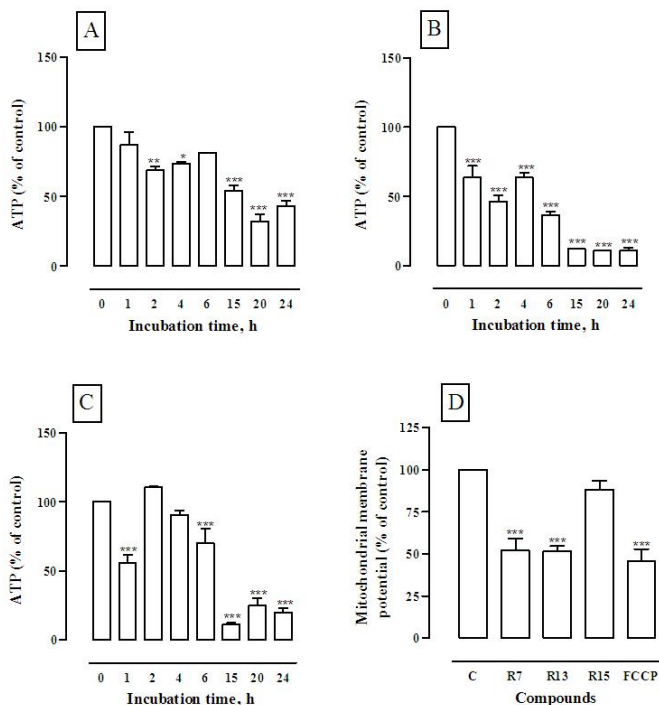 A
ATP (% of control)
150
100
50
0
**
*
***
***
***
0 1 2 4 6 15 20 24
Incubation time, h
B
ATP (% of control)
150
100
50
0
***
***
***
***
***
***
***
0 1 2 4 6 15 20 24
Incubation time, h
C
ATP (% of control)
150
100
50
0
***
***
***
***
***
0 1 2 4 6 15 20 24
Incubation time, h
D
Mitochondrial membrane
potential (% of control)
125
100
75
50
25
0
***
***
***
C R7 R13 R15 FCCP
Compounds